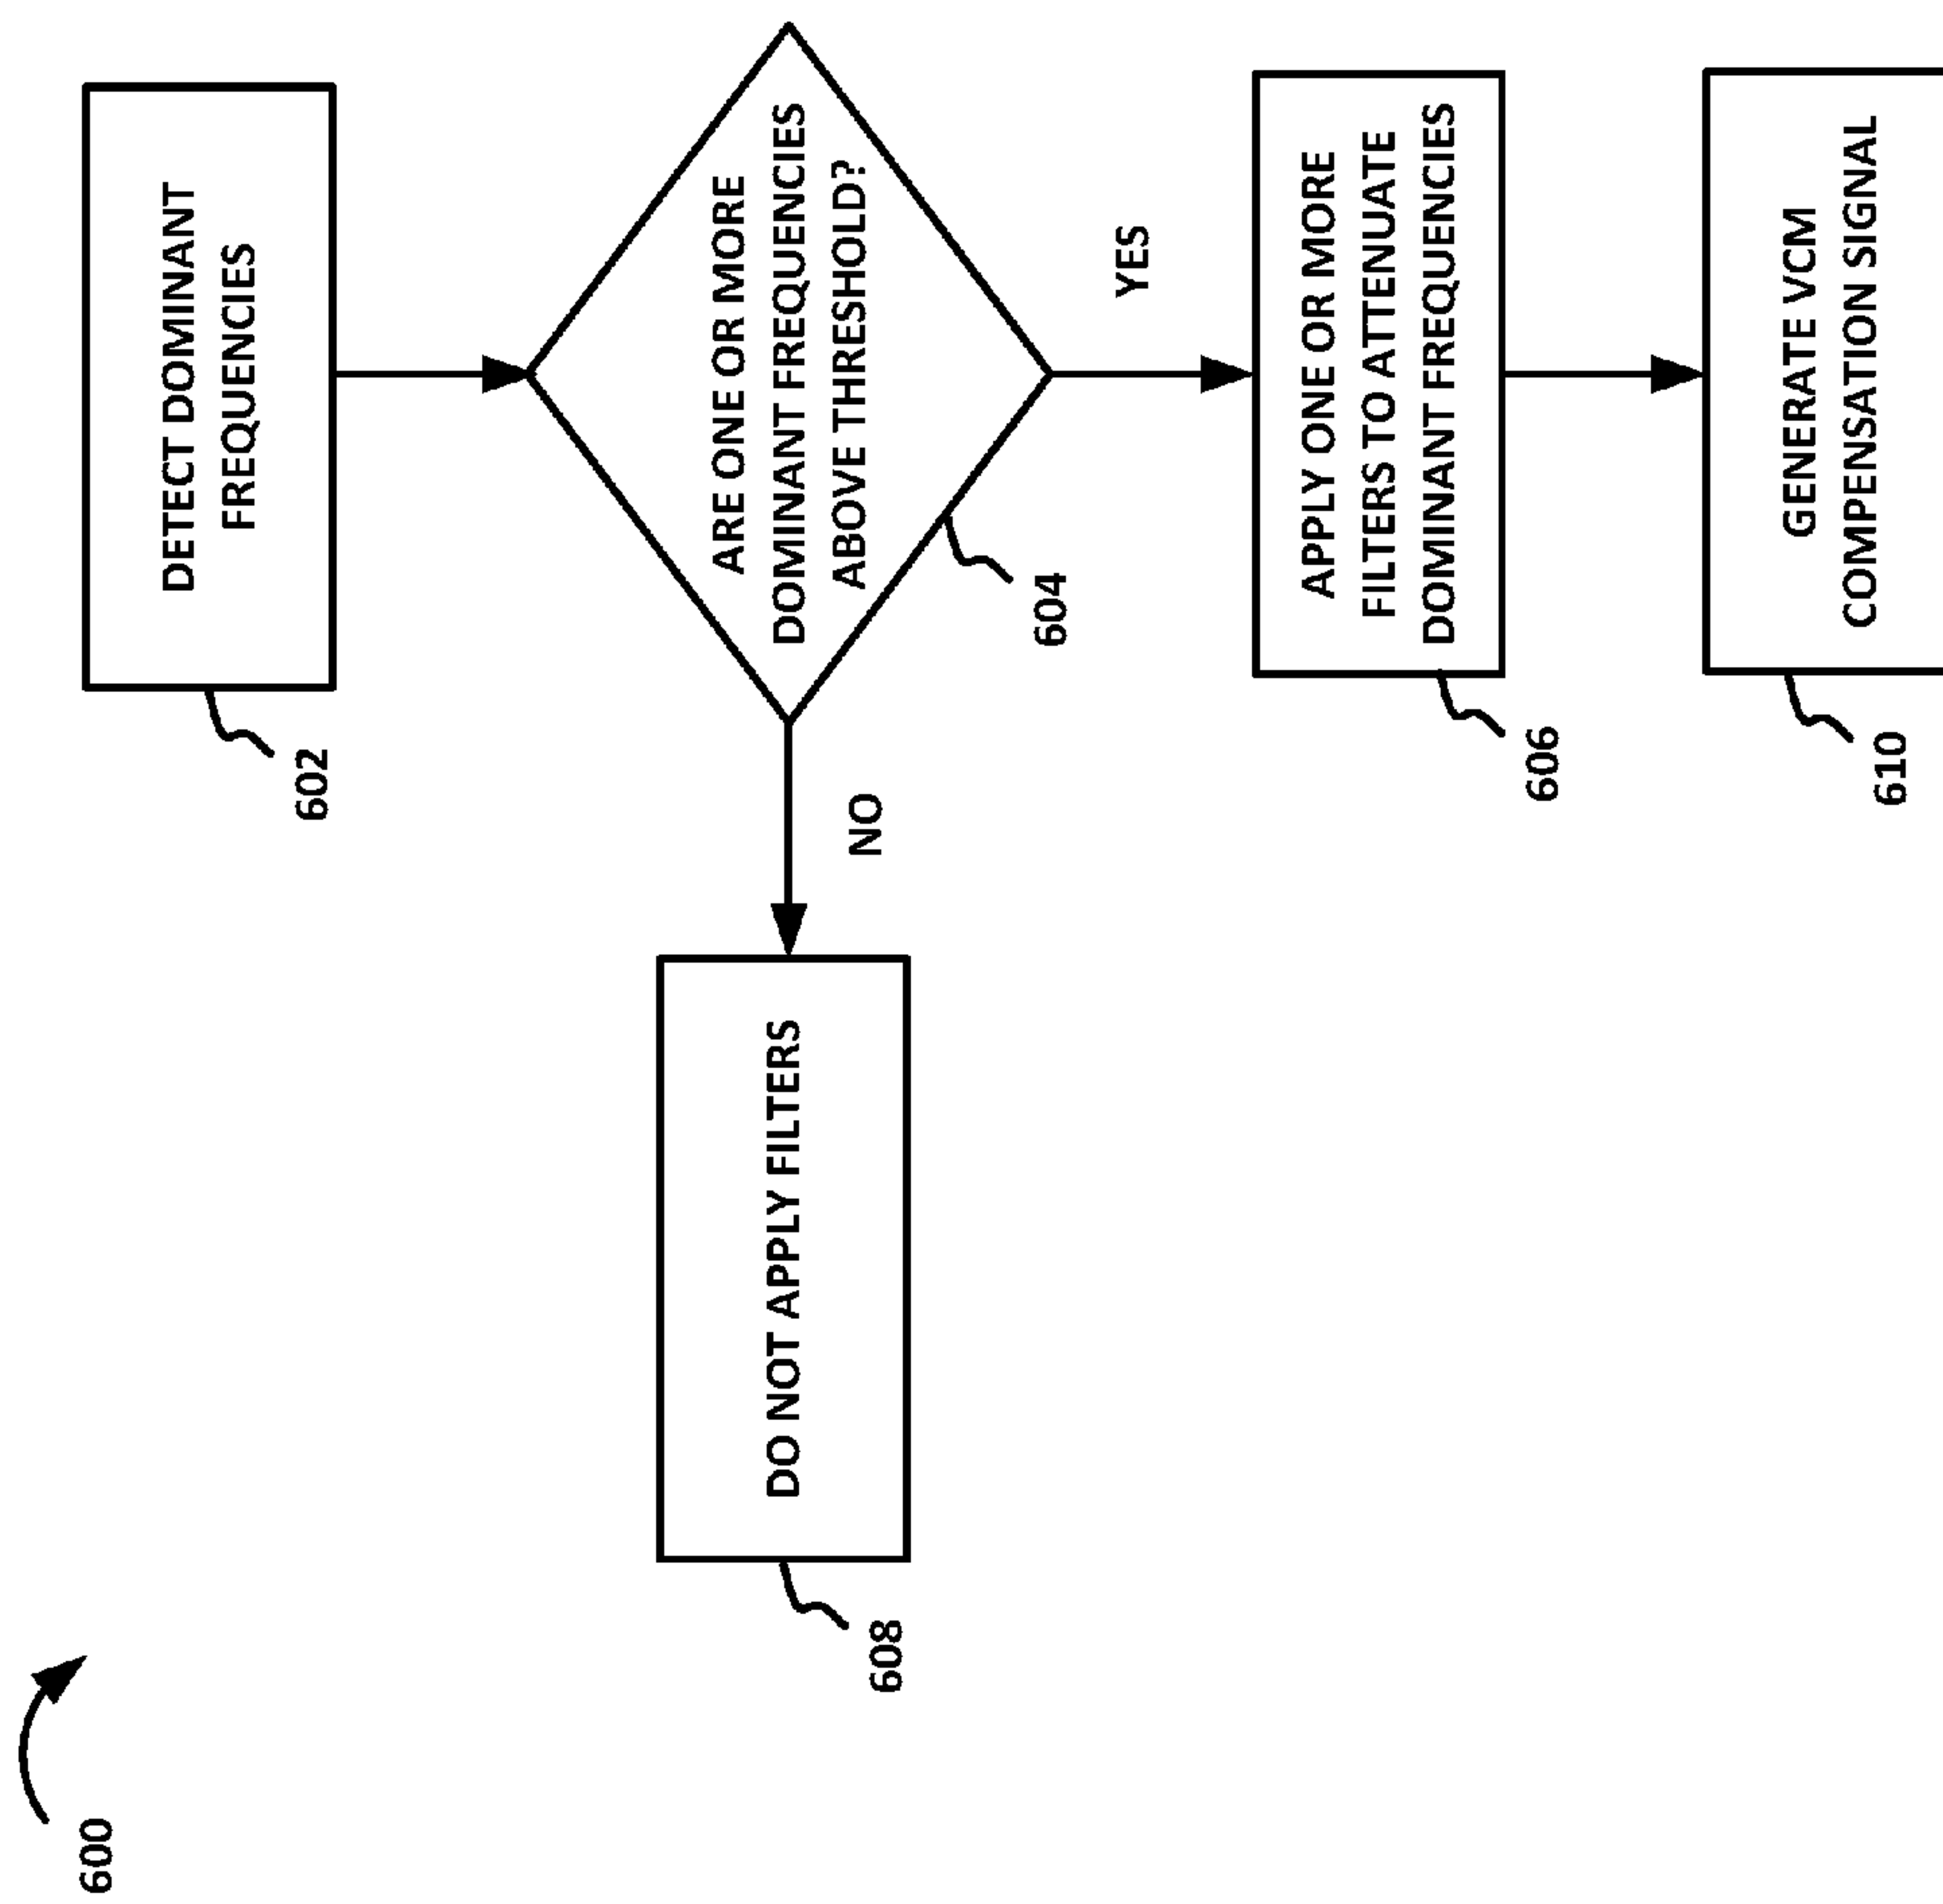 600
DETECT DOMINANT
FREQUENCIES
602
ARE ONE OR MORE
DOMINANT FREQUENCIES
ABOVE THRESHOLD?
604
NO
DO NOT APPLY FILTERS
608
YES
APPLY ONE OR MORE
FILTERS TO ATTENUATE
DOMINANT FREQUENCIES
606
GENERATE VCM
COMPENSATION SIGNAL
610